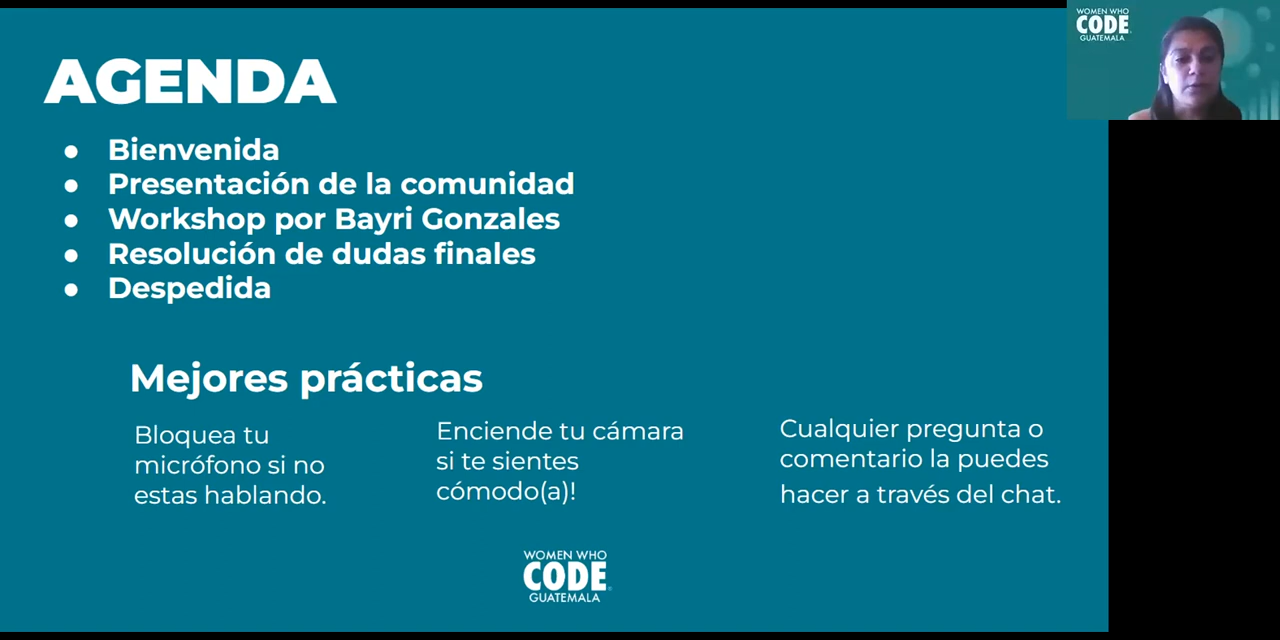 AGENDA
● Bienvenida
● Presentación de la comunidad
● Workshop por Bayri Gonzales
● Resolución de dudas finales
● Despedida
Mejores prácticas
Bloquea tu
micrófono si no
estas hablando.
Enciende tu cámara
si te sientes
cómodo(a)!
Cualquier pregunta o
comentario la puedes
hacer a través del chat.
WOMEN WHO
CODE
GUATEMALA
WOMEN WHO
CODE
GUATEMALA